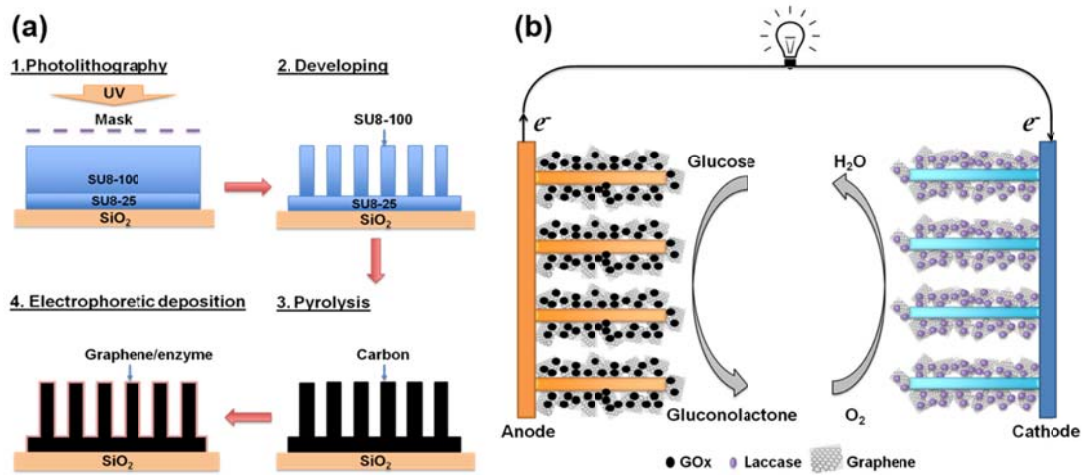 (a)
1.Photolithography
UV
Mask
SU8-100
SU8-25
SiO2
2. Developing
SU8-100
SU8-25
SiO2
4. Electrophoretic deposition
Graphene/enzyme
SiO2
3. Pyrolysis
Carbon
SiO2
(b)
e-
e-
Glucose
H2O
Gluconolactone
O2
Anode
Cathode
GOx
Laccase
Graphene